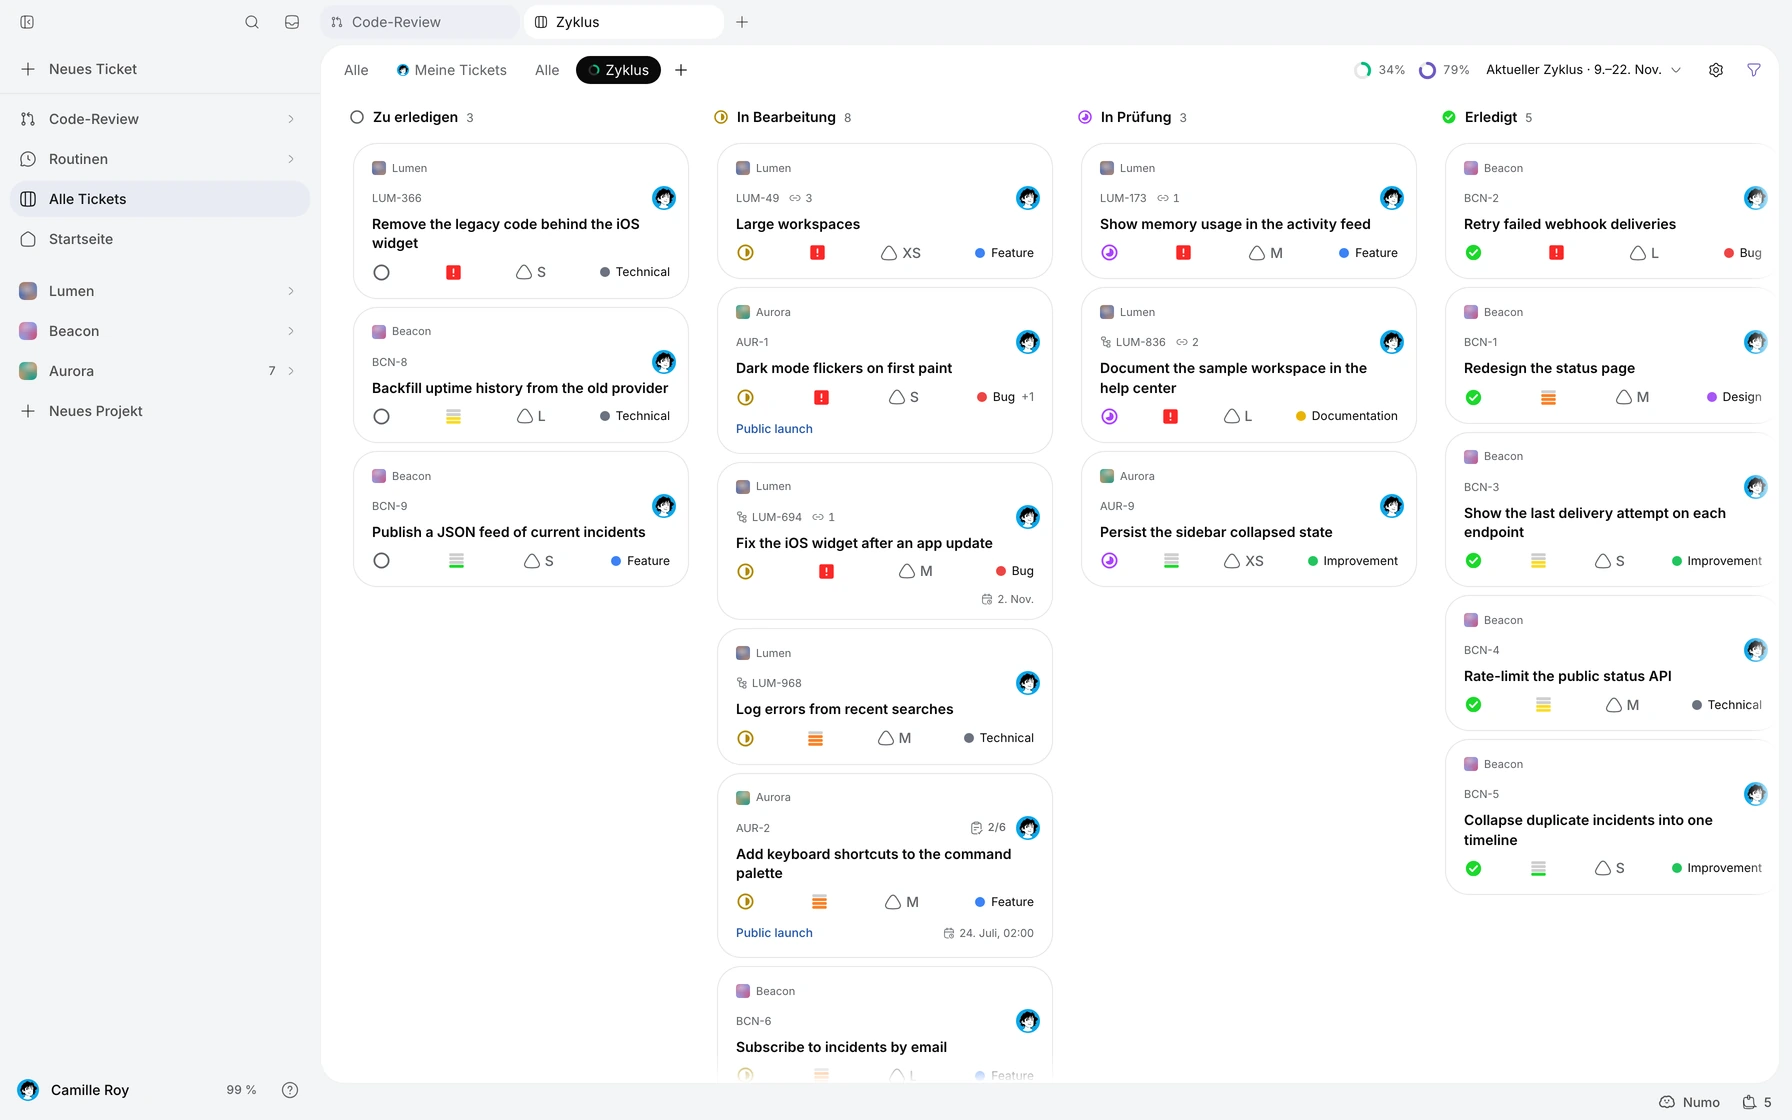 Code-Review
Zyklus
Neues Ticket
Code-Review
Routinen
Alle Tickets
Startseite
Lumen
Beacon
Aurora 7
Neues Projekt
Camille Roy 99 %
Alle
Meine Tickets
Alle
Zyklus
34%
79%
Aktueller Zyklus · 9.–22. Nov.
Zu erledigen 3
Lumen
LUM-366
Remove the legacy code behind the iOS
widget
S
Technical
Beacon
BCN-8
Backfill uptime history from the old provider
L
Technical
Beacon
BCN-9
Publish a JSON feed of current incidents
S
Feature
In Bearbeitung 8
Lumen
LUM-49 3
Large workspaces
XS
Feature
Aurora
AUR-1
Dark mode flickers on first paint
S
Bug +1
Public launch
Lumen
LUM-694 1
Fix the iOS widget after an app update
M
Bug
2. Nov.
Lumen
LUM-968
Log errors from recent searches
M
Technical
Aurora
AUR-2 2/6
Add keyboard shortcuts to the command
palette
M
Feature
Public launch 24. Juli, 02:00
Beacon
BCN-6
Subscribe to incidents by email
L
Feature
In Prüfung 3
Lumen
LUM-173 1
Show memory usage in the activity feed
M
Feature
Lumen
LUM-836 2
Document the sample workspace in the
help center
L
Documentation
Aurora
AUR-9
Persist the sidebar collapsed state
XS
Improvement
Erledigt 5
Beacon
BCN-2
Retry failed webhook deliveries
L
Bug
Beacon
BCN-1
Redesign the status page
M
Design
Beacon
BCN-3
Show the last delivery attempt on each
endpoint
S
Improvement
Beacon
BCN-4
Rate-limit the public status API
M
Technical
Beacon
BCN-5
Collapse duplicate incidents into one
timeline
S
Improvement
Numo
5